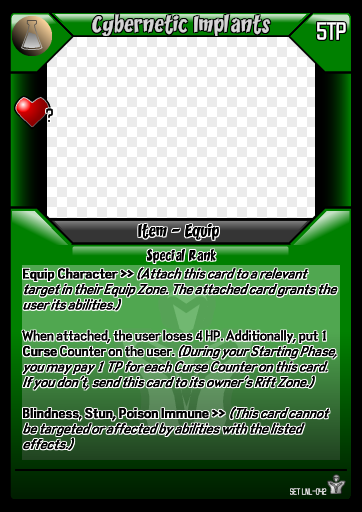 Cybernetic Implants
5TP
?
Item - Equip
Special Rank
Equip Character >> (Attach this card to a relevant
target in their Equip Zone. The attached card grants the
user its abilities.)
When attached, the user loses 4 HP. Additionally, put 1
Curse Counter on the user. (During your Starting Phase,
you may pay 1 TP for each Curse Counter on this card.
If you don't, send this card to its owner's Rift Zone.)
Blindness, Stun, Poison Immune >> (This card cannot
be targeted or affected by abilities with the listed
effects.)
SET LNL-042